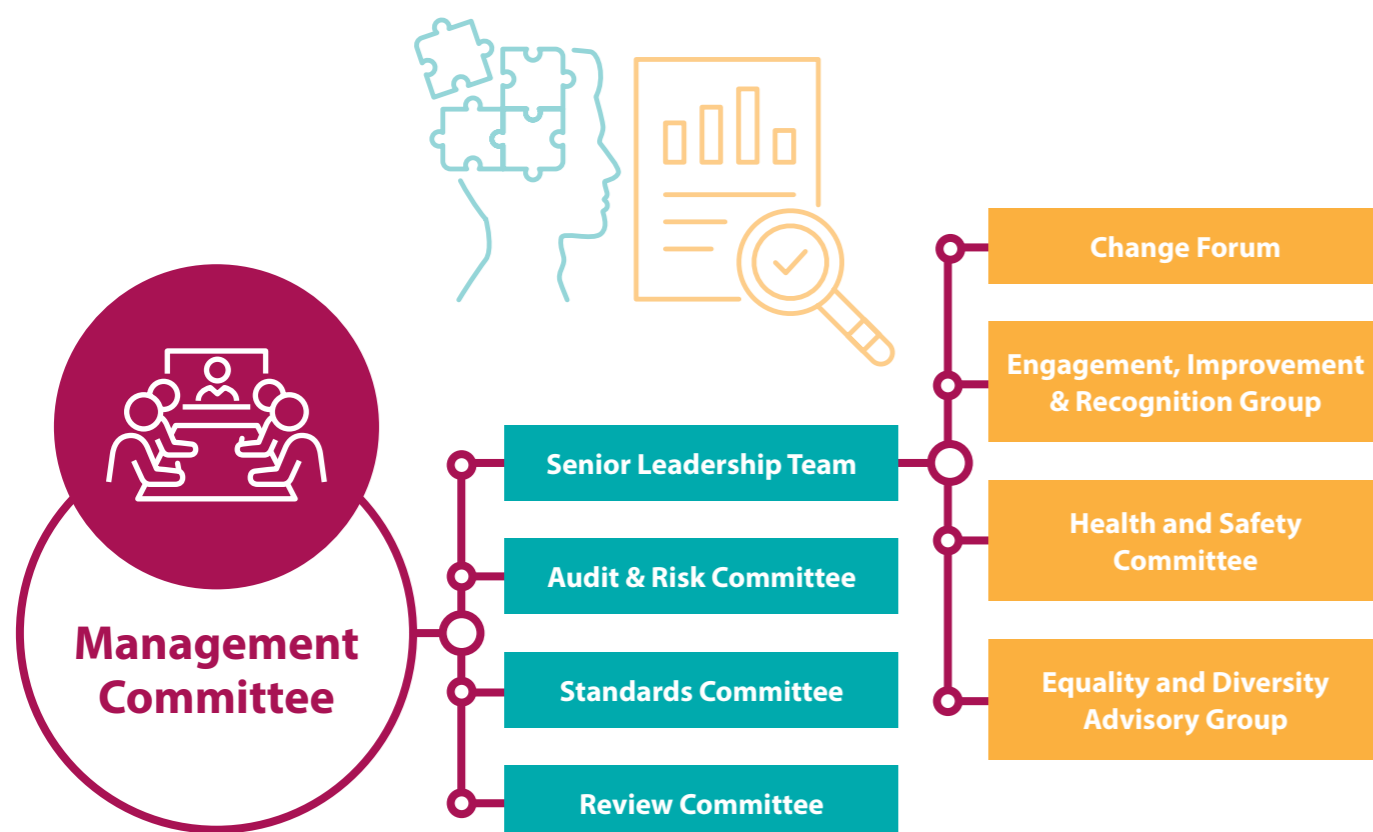 Management
Committee
Senior Leadership Team
Audit & Risk Committee
Standards Committee
Review Committee
Change Forum
Engagement, Improvement
& Recognition Group
Health and Safety
Committee
Equality and Diversity
Advisory Group